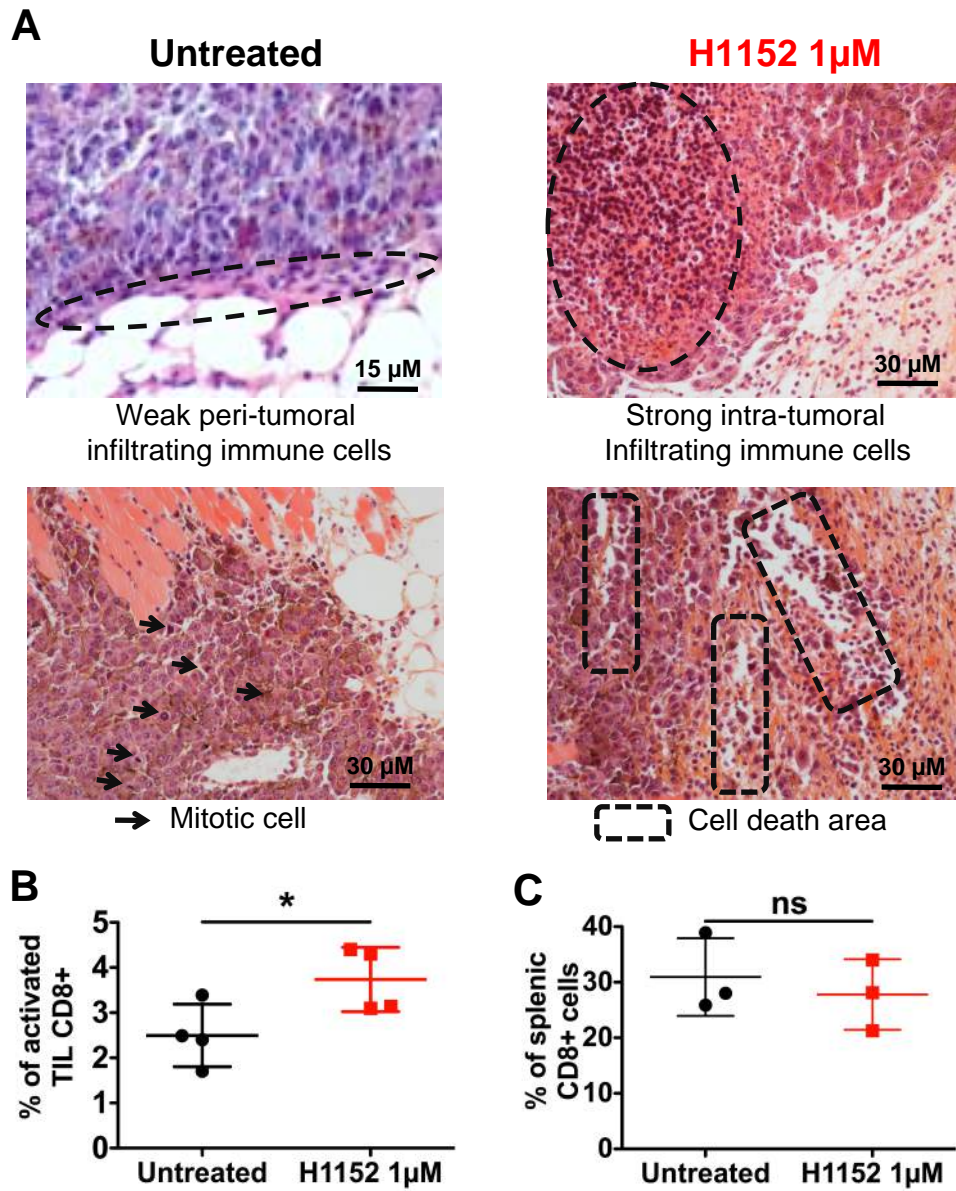 A
Untreated
H1152 1µM
15 µM
30 µM
Weak peri-tumoral
infiltrating immune cells
Strong intra-tumoral
Infiltrating immune cells
30 µM
30 µM
Mitotic cell
Cell death area
B
*
% of activated
TIL CD8+
5
4
3
2
1
0
Untreated
H1152 1µM
C
ns
% of splenic
CD8+ cells
40
30
20
10
0
Untreated
H1152 1µM